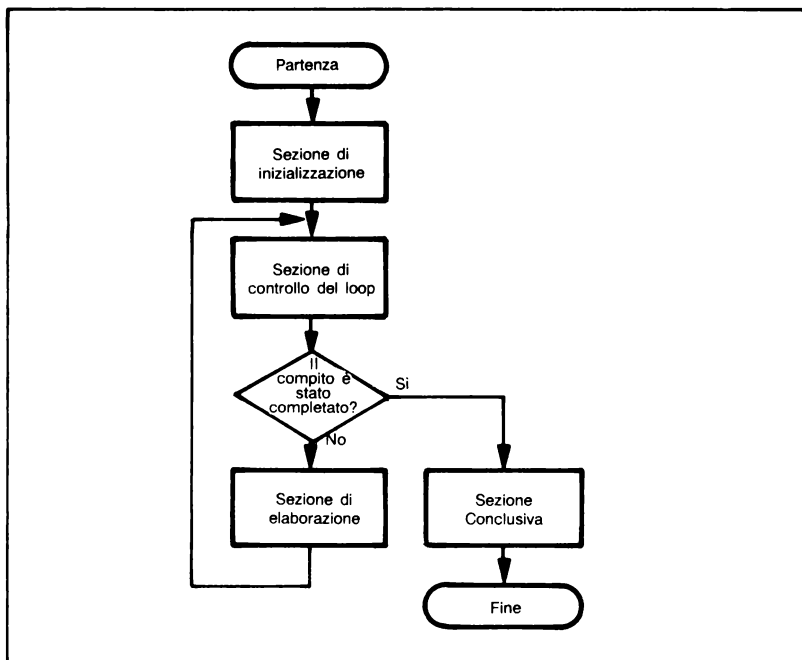 Partenza
Sezione di
inizializzazione
Sezione di
controllo del loop
Il
compito è
stato
completato?
Si
No
Sezione di
elaborazione
Sezione
Conclusiva
Fine